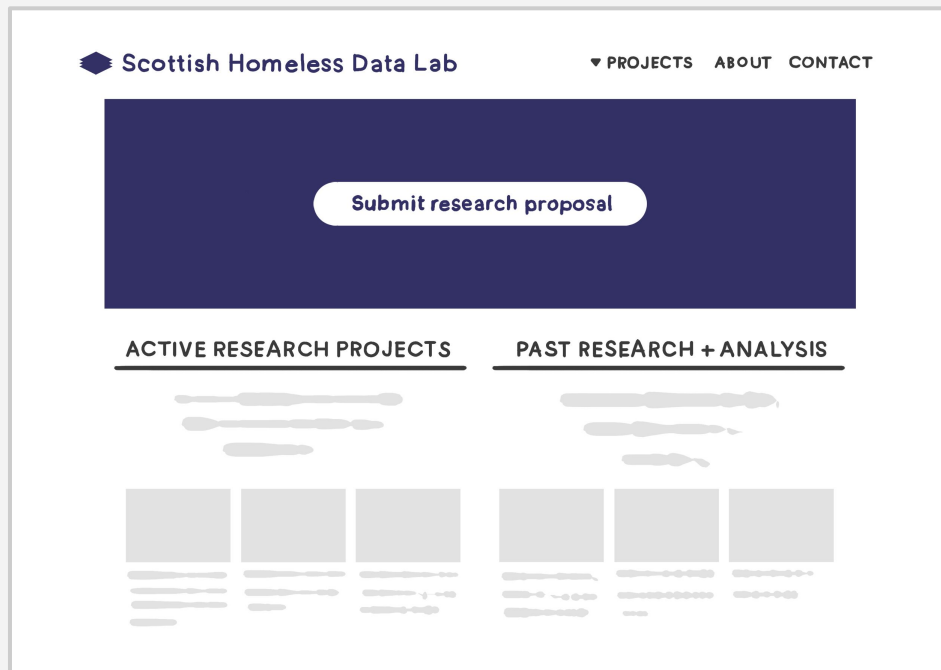 Scottish Homeless Data Lab
PROJECTS ABOUT CONTACT
Submit research proposal
ACTIVE RESEARCH PROJECTS
PAST RESEARCH + ANALYSIS